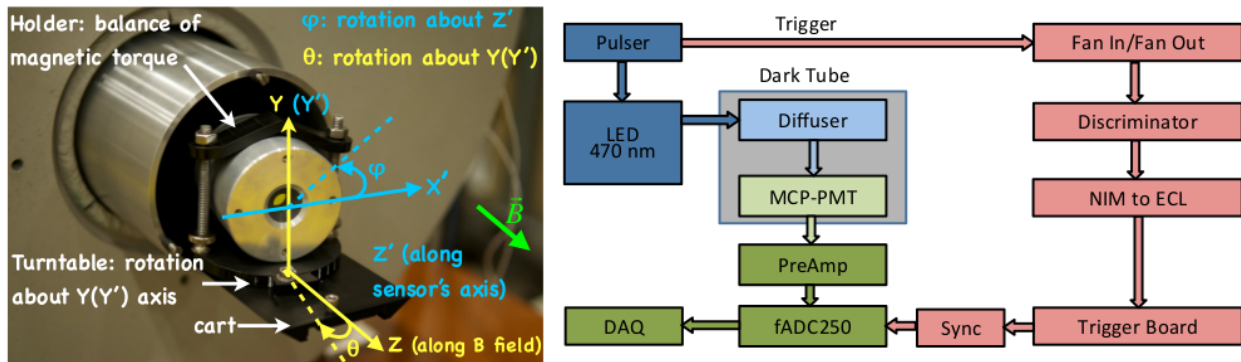 Holder: balance of
magnetic torque
φ: rotation about Z'
θ: rotation about Y(Y')
Y (Y')
φ
X'
B
Z' (along
sensor's axis)
Turntable: rotation
about Y(Y') axis
cart
θ
Z (along B field)
Pulser
Trigger
Fan In/Fan Out
Dark Tube
LED
470 nm
Diffuser
Discriminator
MCP-PMT
NIM to ECL
PreAmp
DAQ
fADC250
Sync
Trigger Board